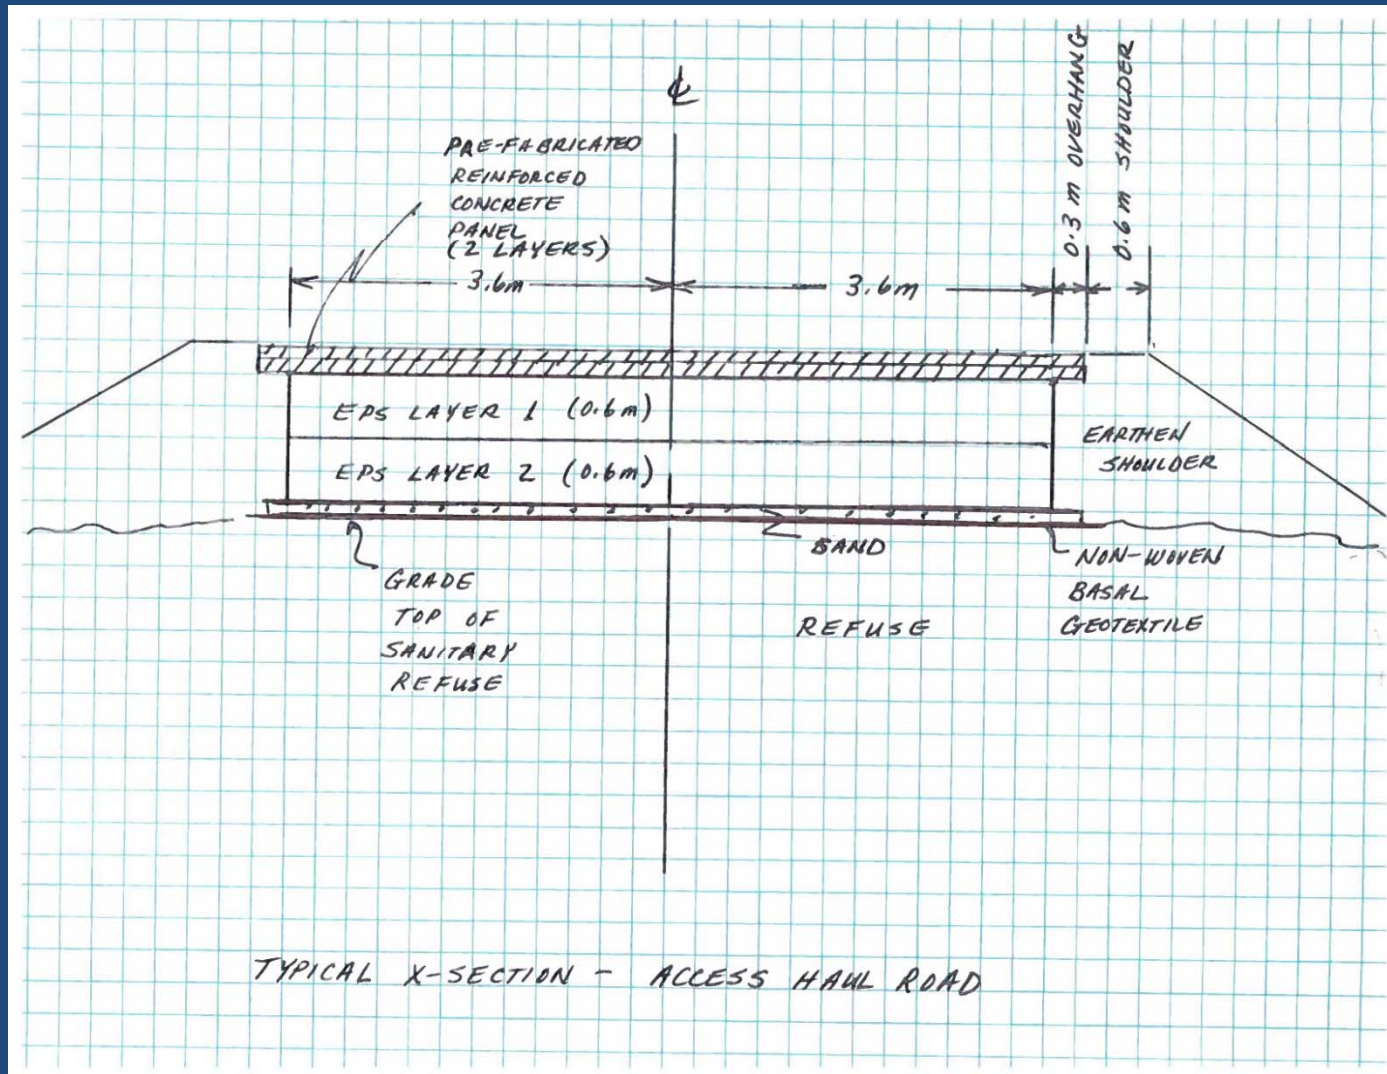 ℄
0.3 m OVERHANG
0.6 m SHOULDER
PRE-FABRICATED
REINFORCED
CONCRETE
PANEL
(2 LAYERS)
3.6m
3.6m
EPS LAYER 1 (0.6m)
EPS LAYER 2 (0.6m)
EARTHEN
SHOULDER
SAND
GRADE
TOP OF
SANITARY
REFUSE
REFUSE
NON-WOVEN
BASAL
GEOTEXTILE
TYPICAL X-SECTION - ACCESS HAUL ROAD